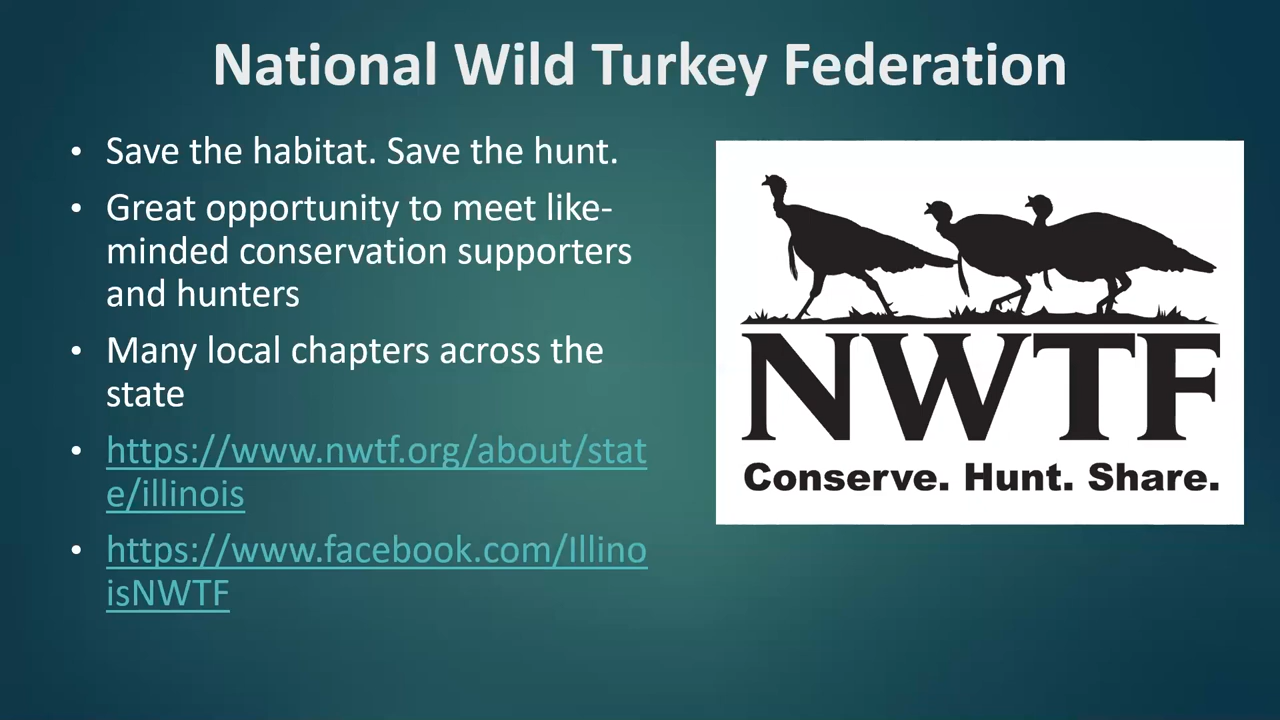 National Wild Turkey Federation
• Save the habitat. Save the hunt.
• Great opportunity to meet like-
minded conservation supporters
and hunters
• Many local chapters across the
state
• https://www.nwtf.org/about/stat
e/illinois
• https://www.facebook.com/Illino
isNWTF
NWTF
Conserve. Hunt. Share.